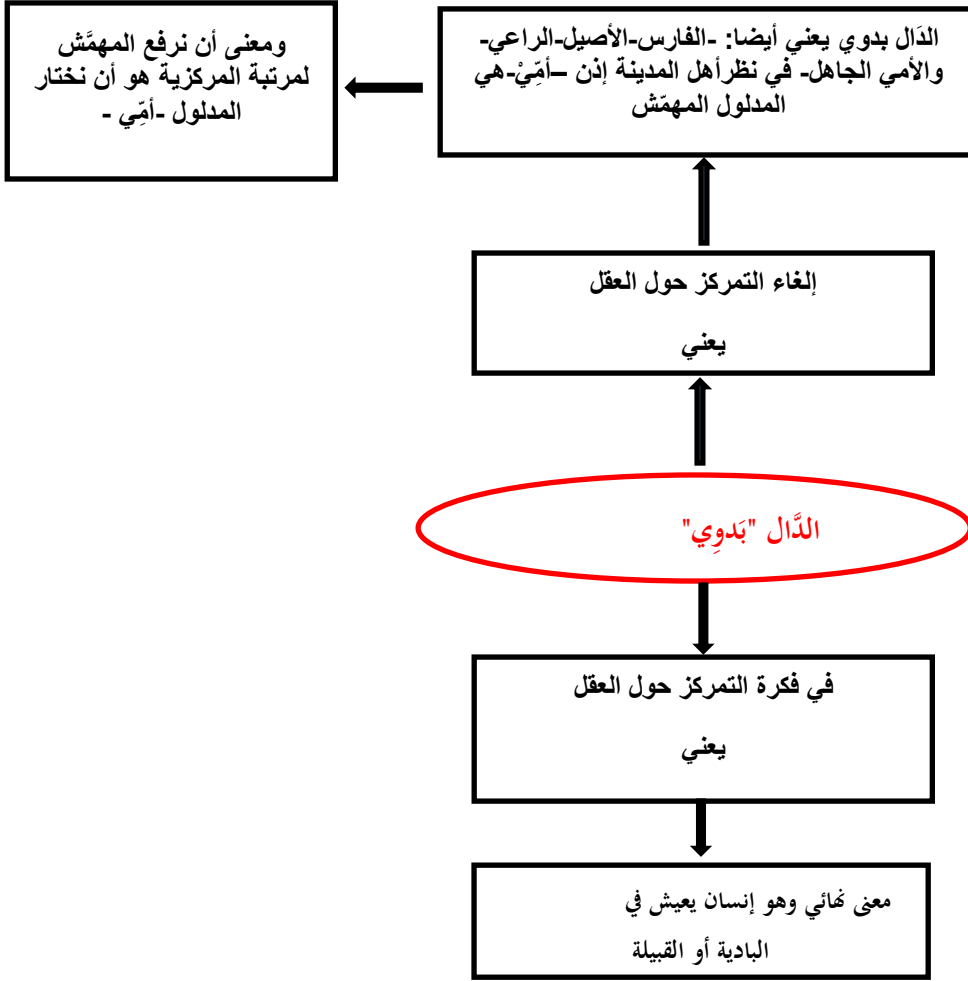 الدَال بدوي يعني أيضا: -الفارس-الأصيل-الراعي-
والأمي الجاهل- في نظرأهل المدينة إذن –أمِّيْ-هي
المدلول المهمّش
ومعنى أن نرفع المهمَّش
لمرتبة المركزية هو أن نختار
المدلول -أمِّي -
إلغاء التمركز حول العقل
يعني
الدَّال "بَدوِي"
في فكرة التمركز حول العقل
يعني
معنى نهائي وهو إنسان يعيش في
البادية أو القبيلة